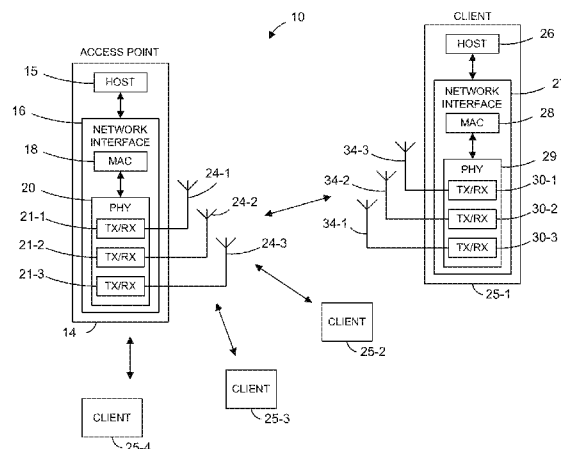 10
ACCESS POINT
15
HOST
16
NETWORK
INTERFACE
18
MAC
20
PHY
21-1
TX/RX
21-2
TX/RX
21-3
TX/RX
14
24-1
24-2
24-3
CLIENT
HOST
26
27
NETWORK
INTERFACE
MAC
28
PHY
29
34-3
TX/RX
30-1
34-2
TX/RX
30-2
34-1
TX/RX
30-3
25-1
CLIENT
25-2
CLIENT
25-3
CLIENT
25-4